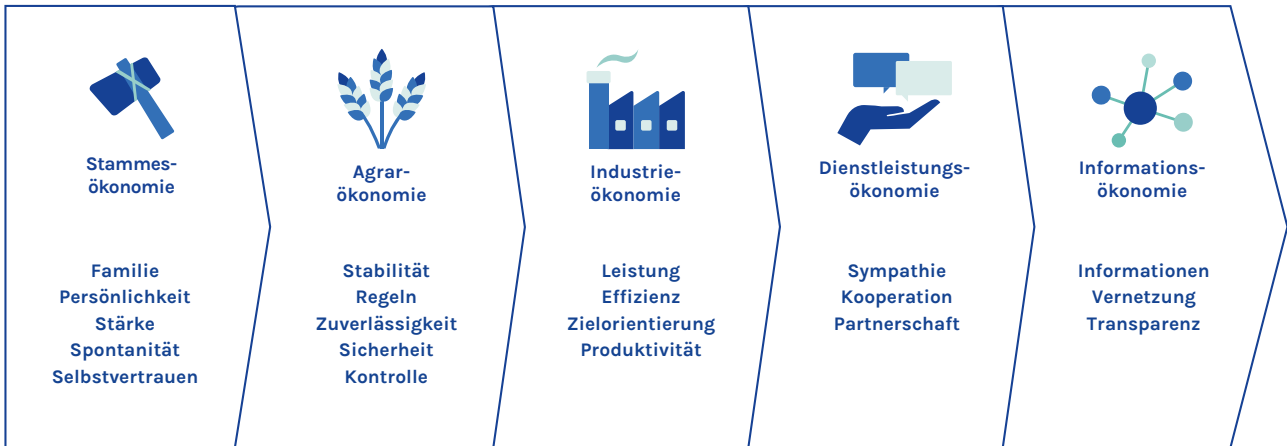 Stammes-
ökonomie
Familie
Persönlichkeit
Stärke
Spontanität
Selbstvertrauen
Agrar-
ökonomie
Stabilität
Regeln
Zuverlässigkeit
Sicherheit
Kontrolle
Industrie-
ökonomie
Leistung
Effizienz
Zielorientierung
Produktivität
Dienstleistungs-
ökonomie
Sympathie
Kooperation
Partnerschaft
Informations-
ökonomie
Informationen
Vernetzung
Transparenz